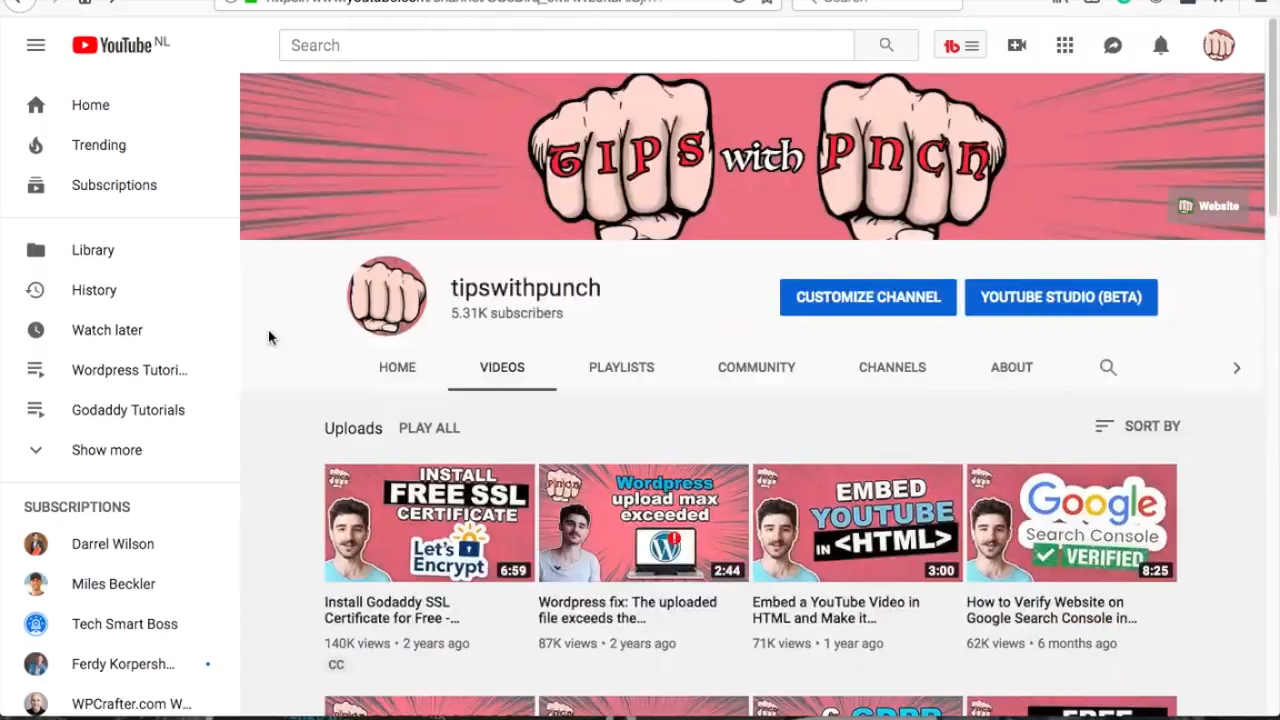 YouTube NL
Search
tb
Home
Trending
Subscriptions
Library
History
Watch later
Wordpress Tutori...
Godaddy Tutorials
Show more
SUBSCRIPTIONS
Darrel Wilson
Miles Beckler
Tech Smart Boss
Ferdy Korpersh...
WPCrafter.com W...
TIPS with PNCH
Website
tipswithpunch
5.31K subscribers
CUSTOMIZE CHANNEL
YOUTUBE STUDIO (BETA)
HOME VIDEOS PLAYLISTS COMMUNITY CHANNELS ABOUT
Uploads PLAY ALL
SORT BY
INSTALL
FREE SSL
CERTIFICATE
Let's
Encrypt
6:59
Install Godaddy SSL
Certificate for Free -...
140K views • 2 years ago
CC
Wordpress
upload max
exceeded
2:44
Wordpress fix: The uploaded
file exceeds the...
87K views • 2 years ago
EMBED
YOUTUBE
IN <HTML>
3:00
Embed a YouTube Video in
HTML and Make it...
71K views • 1 year ago
Google
Search Console
VERIFIED
8:25
How to Verify Website on
Google Search Console in...
62K views • 6 months ago